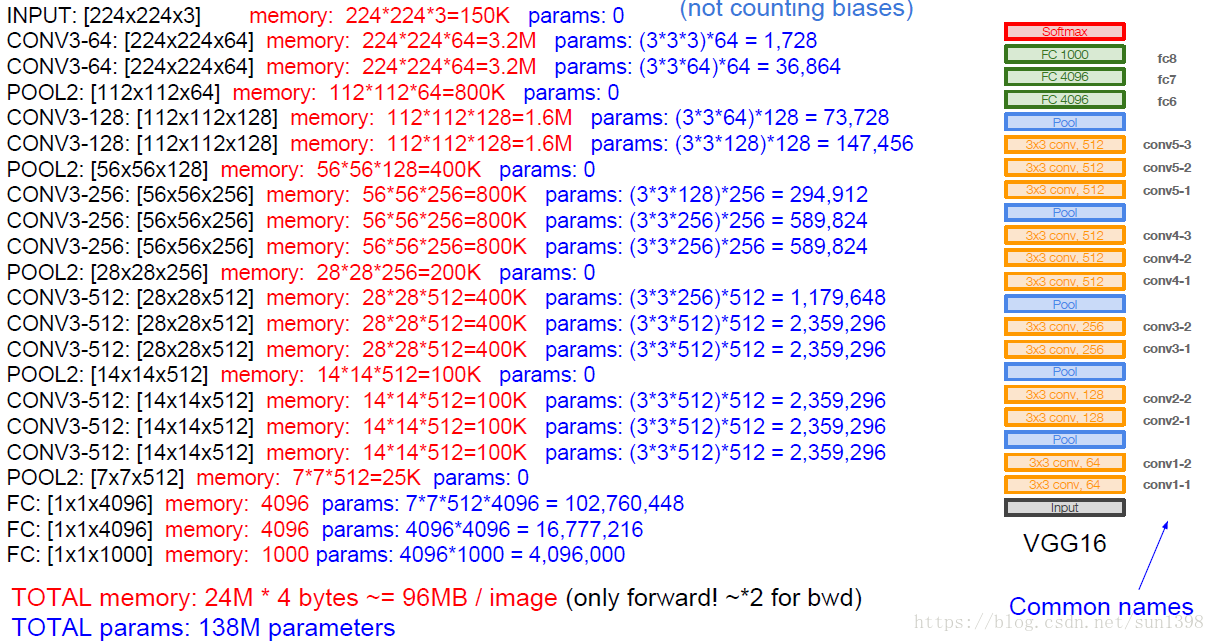 (not counting biases)
INPUT: [224x224x3] memory: 224*224*3=150K params: 0
CONV3-64: [224x224x64] memory: 224*224*64=3.2M params: (3*3*3)*64 = 1,728
CONV3-64: [224x224x64] memory: 224*224*64=3.2M params: (3*3*64)*64 = 36,864
POOL2: [112x112x64] memory: 112*112*64=800K params: 0
CONV3-128: [112x112x128] memory: 112*112*128=1.6M params: (3*3*64)*128 = 73,728
CONV3-128: [112x112x128] memory: 112*112*128=1.6M params: (3*3*128)*128 = 147,456
POOL2: [56x56x128] memory: 56*56*128=400K params: 0
CONV3-256: [56x56x256] memory: 56*56*256=800K params: (3*3*128)*256 = 294,912
CONV3-256: [56x56x256] memory: 56*56*256=800K params: (3*3*256)*256 = 589,824
CONV3-256: [56x56x256] memory: 56*56*256=800K params: (3*3*256)*256 = 589,824
POOL2: [28x28x256] memory: 28*28*256=200K params: 0
CONV3-512: [28x28x512] memory: 28*28*512=400K params: (3*3*256)*512 = 1,179,648
CONV3-512: [28x28x512] memory: 28*28*512=400K params: (3*3*512)*512 = 2,359,296
CONV3-512: [28x28x512] memory: 28*28*512=400K params: (3*3*512)*512 = 2,359,296
POOL2: [14x14x512] memory: 14*14*512=100K params: 0
CONV3-512: [14x14x512] memory: 14*14*512=100K params: (3*3*512)*512 = 2,359,296
CONV3-512: [14x14x512] memory: 14*14*512=100K params: (3*3*512)*512 = 2,359,296
CONV3-512: [14x14x512] memory: 14*14*512=100K params: (3*3*512)*512 = 2,359,296
POOL2: [7x7x512] memory: 7*7*512=25K params: 0
FC: [1x1x4096] memory: 4096 params: 7*7*512*4096 = 102,760,448
FC: [1x1x4096] memory: 4096 params: 4096*4096 = 16,777,216
FC: [1x1x1000] memory: 1000 params: 4096*1000 = 4,096,000
TOTAL memory: 24M * 4 bytes ~= 96MB / image (only forward! ~*2 for bwd)
TOTAL params: 138M parameters
Softmax
FC 1000 fc8
FC 4096 fc7
FC 4096 fc6
Pool
3x3 conv, 512 conv5-3
3x3 conv, 512 conv5-2
3x3 conv, 512 conv5-1
Pool
3x3 conv, 512 conv4-3
3x3 conv, 512 conv4-2
3x3 conv, 512 conv4-1
Pool
3x3 conv, 256 conv3-2
3x3 conv, 256 conv3-1
Pool
3x3 conv, 128 conv2-2
3x3 conv, 128 conv2-1
Pool
3x3 conv, 64 conv1-2
3x3 conv, 64 conv1-1
Input
VGG16
Common names
https://blog.csdn.net/sun1398